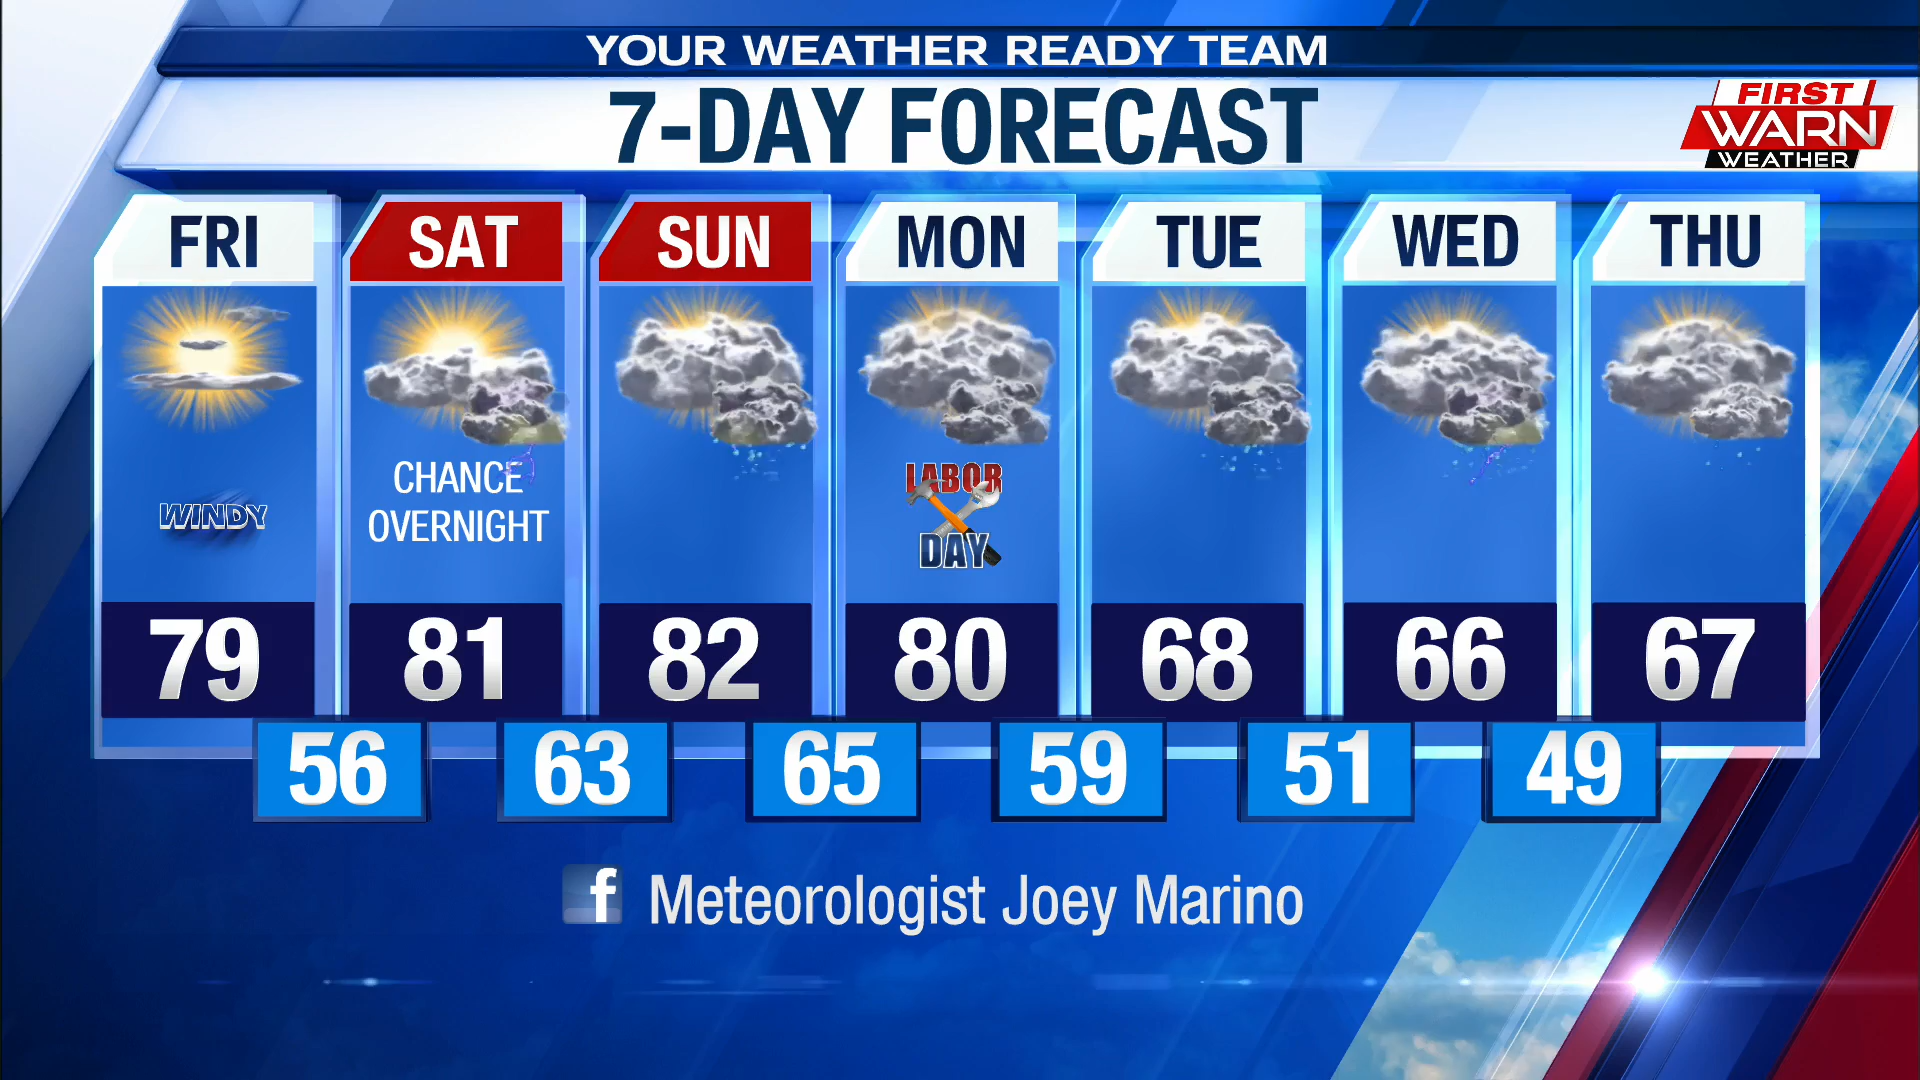 YOUR WEATHER READY TEAM
7-DAY FORECAST
FIRST
WARN
WEATHER
FRI SAT SUN MON TUE WED THU
CHANCE
OVERNIGHT
WINDY
LABOR
DAY
79 81 82 80 68 66 67
56 63 65 59 51 49
f Meteorologist Joey Marino